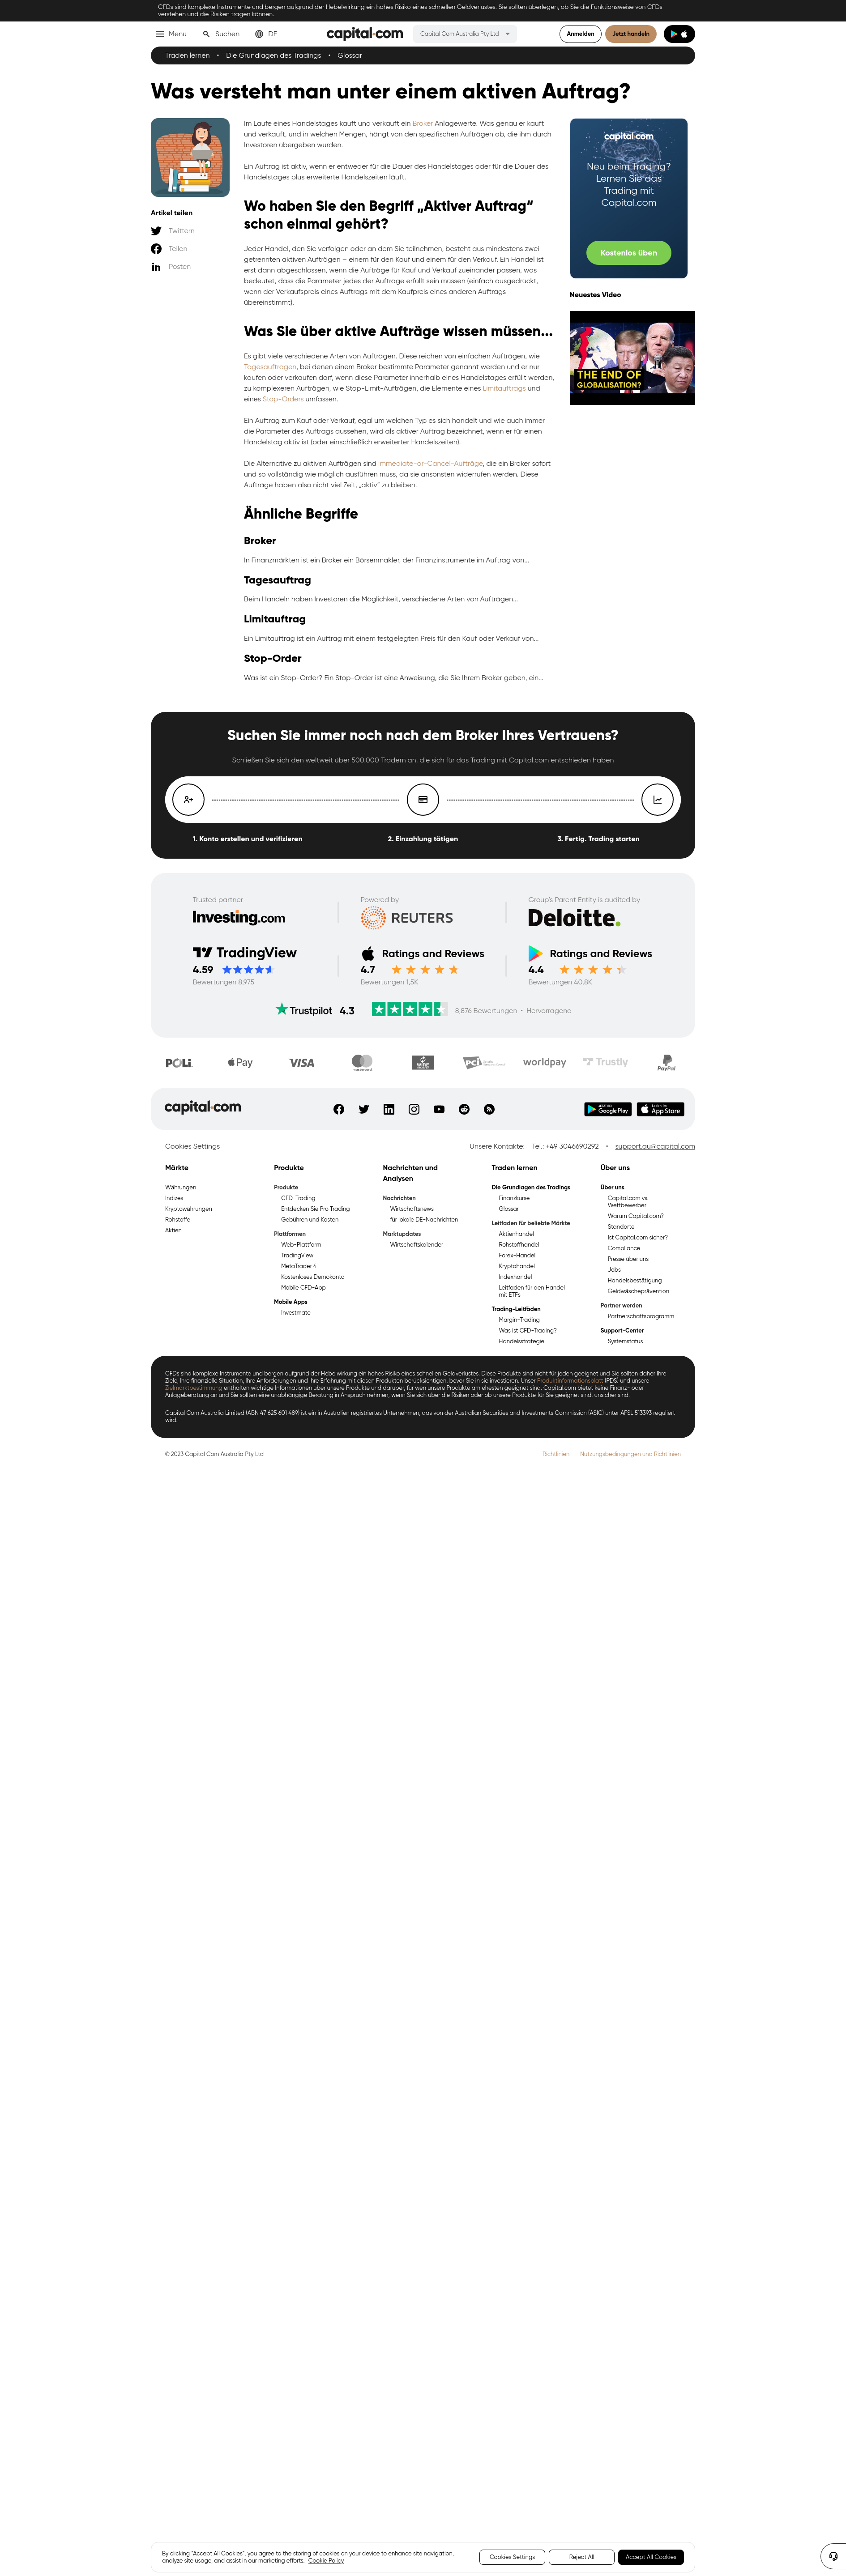 CFDs sind komplexe Instrumente und bergen aufgrund der Hebelwirkung ein hohes Risiko eines schnellen Geldverlustes. Sie sollten überlegen, ob Sie die Funktionsweise von CFDs
verstehen und die Risiken tragen können.
Menü
Suchen
DE
capital.com
Capital Com Australia Pty Ltd
Anmelden
Jetzt handeln
Traden lernen • Die Grundlagen des Tradings • Glossar
Was versteht man unter einem aktiven Auftrag?
Artikel teilen
Twittern
Teilen
Posten
Im Laufe eines Handelstages kauft und verkauft ein Broker Anlagewerte. Was genau er kauft
und verkauft, und in welchen Mengen, hängt von den spezifischen Aufträgen ab, die ihm durch
Investoren übergeben wurden.
Ein Auftrag ist aktiv, wenn er entweder für die Dauer des Handelstages oder für die Dauer des
Handelstages plus erweiterte Handelszeiten läuft.
Wo haben Sie den Begriff „Aktiver Auftrag“
schon einmal gehört?
Jeder Handel, den Sie verfolgen oder an dem Sie teilnehmen, besteht aus mindestens zwei
getrennten aktiven Aufträgen – einem für den Kauf und einem für den Verkauf. Ein Handel ist
erst dann abgeschlossen, wenn die Aufträge für Kauf und Verkauf zueinander passen, was
bedeutet, dass die Parameter jedes der Aufträge erfüllt sein müssen (einfach ausgedrückt,
wenn der Verkaufspreis eines Auftrags mit dem Kaufpreis eines anderen Auftrags
übereinstimmt).
Was Sie über aktive Aufträge wissen müssen...
Es gibt viele verschiedene Arten von Aufträgen. Diese reichen von einfachen Aufträgen, wie
Tagesaufträgen, bei denen einem Broker bestimmte Parameter genannt werden und er nur
kaufen oder verkaufen darf, wenn diese Parameter innerhalb eines Handelstages erfüllt werden,
zu komplexeren Aufträgen, wie Stop-Limit-Aufträgen, die Elemente eines Limitauftrags und
eines Stop-Orders umfassen.
Ein Auftrag zum Kauf oder Verkauf, egal um welchen Typ es sich handelt und wie auch immer
die Parameter des Auftrags aussehen, wird als aktiver Auftrag bezeichnet, wenn er für einen
Handelstag aktiv ist (oder einschließlich erweiterter Handelszeiten).
Die Alternative zu aktiven Aufträgen sind Immediate-or-Cancel-Aufträge, die ein Broker sofort
und so vollständig wie möglich ausführen muss, da sie ansonsten widerrufen werden. Diese
Aufträge haben also nicht viel Zeit, „aktiv“ zu bleiben.
Ähnliche Begriffe
Broker
In Finanzmärkten ist ein Broker ein Börsenmakler, der Finanzinstrumente im Auftrag von...
Tagesauftrag
Beim Handeln haben Investoren die Möglichkeit, verschiedene Arten von Aufträgen...
Limitauftrag
Ein Limitauftrag ist ein Auftrag mit einem festgelegten Preis für den Kauf oder Verkauf von...
Stop-Order
Was ist ein Stop-Order? Ein Stop-Order ist eine Anweisung, die Sie Ihrem Broker geben, ein...
capital.com
Neu beim Trading?
Lernen Sie das
Trading mit
Capital.com
Kostenlos üben
Neuestes Video
THE END OF
GLOBALISATION?
Suchen Sie immer noch nach dem Broker Ihres Vertrauens?
Schließen Sie sich den weltweit über 500.000 Tradern an, die sich für das Trading mit Capital.com entschieden haben
1. Konto erstellen und verifizieren
2. Einzahlung tätigen
3. Fertig. Trading starten
Trusted partner
Investing.com
Powered by
REUTERS
Group's Parent Entity is audited by
Deloitte.
TradingView
4.59
Bewertungen 8,975
Ratings and Reviews
4.7
Bewertungen 1,5K
Ratings and Reviews
4.4
Bewertungen 40,8K
Trustpilot 4.3
8,876 Bewertungen • Hervorragend
POLi
Pay
VISA
mastercard
PCI
worldpay
Trustly
PayPal
capital.com
JETZT BEI
Google Play
Laden im
App Store
Cookies Settings
Unsere Kontakte: Tel.: +49 3046690292 • support.au@capital.com
Märkte
Währungen
Indizes
Kryptowährungen
Rohstoffe
Aktien
Produkte
Produkte
CFD-Trading
Entdecken Sie Pro Trading
Gebühren und Kosten
Plattformen
Web-Plattform
TradingView
MetaTrader 4
Kostenloses Demokonto
Mobile CFD-App
Mobile Apps
Investmate
Nachrichten und
Analysen
Nachrichten
Wirtschaftsnews
für lokale DE-Nachrichten
Marktupdates
Wirtschaftskalender
Traden lernen
Die Grundlagen des Tradings
Finanzkurse
Glossar
Leitfaden für beliebte Märkte
Aktienhandel
Rohstoffhandel
Forex-Handel
Kryptohandel
Indexhandel
Leitfaden für den Handel
mit ETFs
Trading-Leitfäden
Margin-Trading
Was ist CFD-Trading?
Handelsstrategie
Über uns
Über uns
Capital.com vs.
Wettbewerber
Warum Capital.com?
Standorte
Ist Capital.com sicher?
Compliance
Presse über uns
Jobs
Handelsbestätigung
Geldwäscheprävention
Partner werden
Partnerschaftsprogramm
Support-Center
Systemstatus
CFDs sind komplexe Instrumente und bergen aufgrund der Hebelwirkung ein hohes Risiko eines schnellen Geldverlustes. Diese Produkte sind nicht für jeden geeignet und Sie sollten daher Ihre
Ziele, Ihre finanzielle Situation, Ihre Anforderungen und Ihre Erfahrung mit diesen Produkten berücksichtigen, bevor Sie in sie investieren. Unser Produktinformationsblatt (PDS) und unsere
Zielmarktbestimmung enthalten wichtige Informationen über unsere Produkte und darüber, für wen unsere Produkte am ehesten geeignet sind. Capital.com bietet keine Finanz- oder
Anlageberatung an und Sie sollten eine unabhängige Beratung in Anspruch nehmen, wenn Sie sich über die Risiken oder ob unsere Produkte für Sie geeignet sind, unsicher sind.
Capital Com Australia Limited (ABN 47 625 601 489) ist ein in Australien registriertes Unternehmen, das von der Australian Securities and Investments Commission (ASIC) unter AFSL 513393 reguliert
wird.
© 2023 Capital Com Australia Pty Ltd
Richtlinien
Nutzungsbedingungen und Richtlinien
By clicking “Accept All Cookies”, you agree to the storing of cookies on your device to enhance site navigation,
analyze site usage, and assist in our marketing efforts. Cookie Policy
Cookies Settings
Reject All
Accept All Cookies